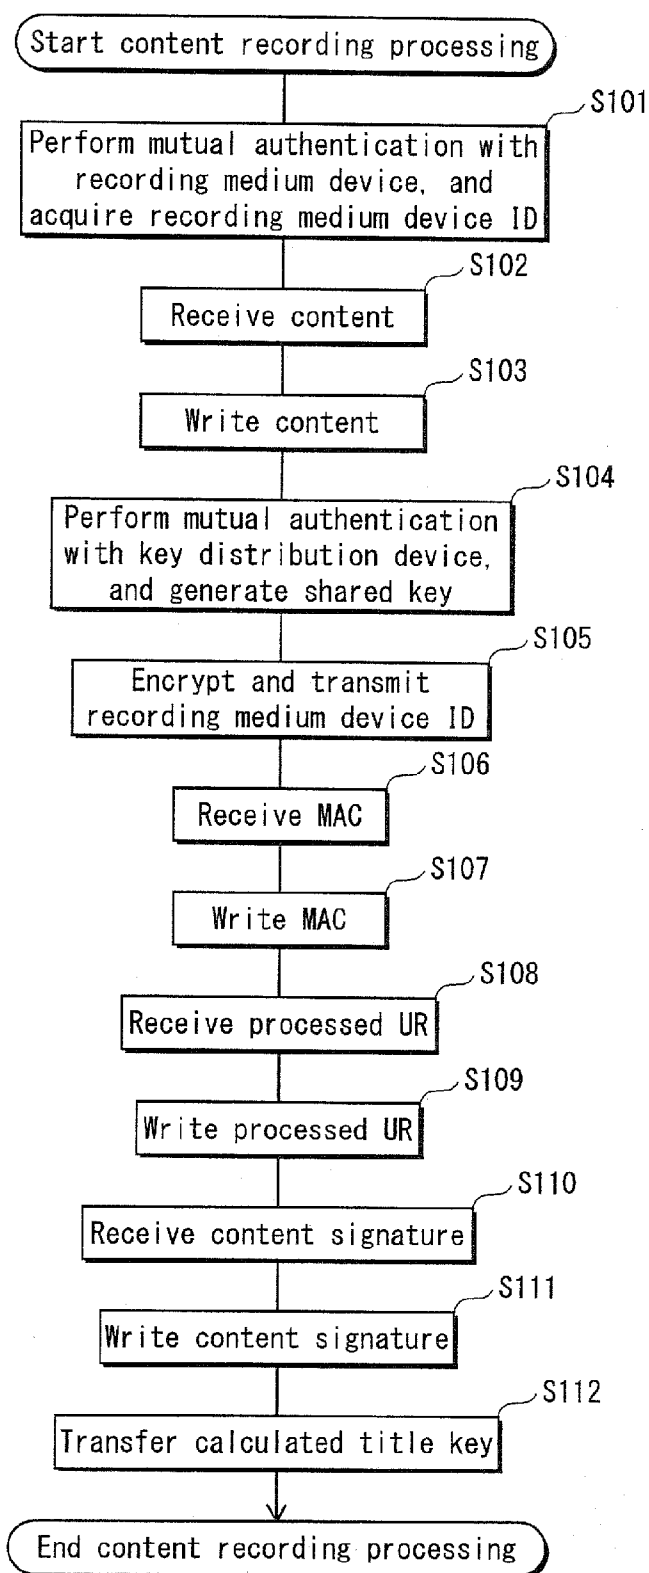 Start content recording processing
S101
Perform mutual authentication with
recording medium device, and
acquire recording medium device ID
S102
Receive content
S103
Write content
S104
Perform mutual authentication
with key distribution device,
and generate shared key
S105
Encrypt and transmit
recording medium device ID
S106
Receive MAC
S107
Write MAC
S108
Receive processed UR
S109
Write processed UR
S110
Receive content signature
S111
Write content signature
S112
Transfer calculated title key
End content recording processing